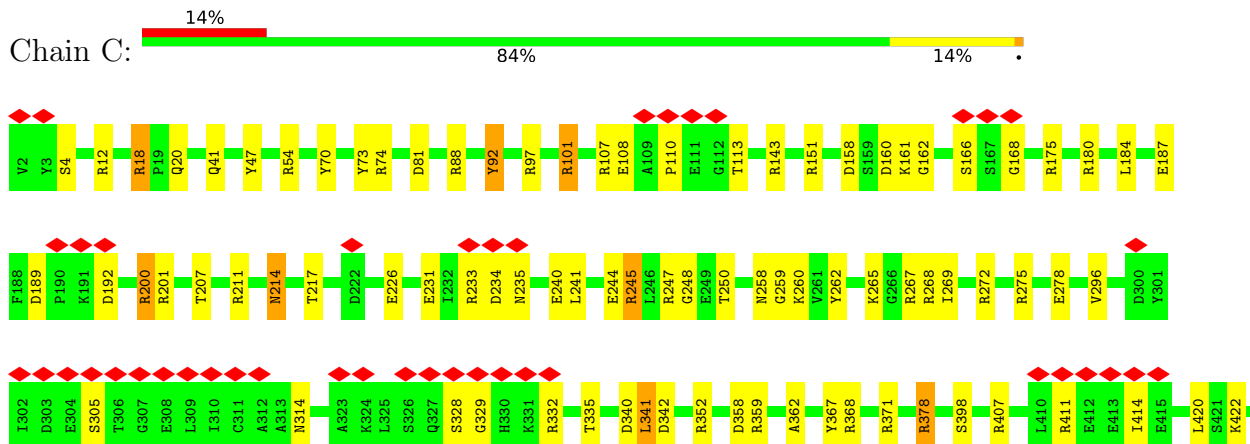 14%
Chain C:
84% 14% •
V2 Y3 S4 R12 R18 P19 Q20 Q41 Y47 R54 Y70 Y73 R74 D81 R88 Y92 R97 R101 R107 E108 A109 P110 E111 G112 T113 R143 R151 D158 S159 D160 K161 G162 S166 S167 G168 R175 R180 L184 E187
F188 D189 P190 K191 D192 R200 R201 T207 R211 N214 T217 D222 E226 E231 I232 R233 D234 N235 E240 L241 E244 R245 L246 R247 G248 E249 T250 N258 G259 K260 V261 Y262 K265 G266 R267 R268 I269 R272 R275 E278 V296 D300 Y301
I302 D303 E304 S305 T306 G307 E308 L309 I310 C311 A312 A313 N314 A323 K324 L325 S326 Q327 S328 G329 H330 K331 R332 T335 D340 L341 D342 R352 D358 R359 A362 Y367 R368 R371 R378 S398 R407 L410 R411 E412 E413 I414 E415 L420 S421 K422